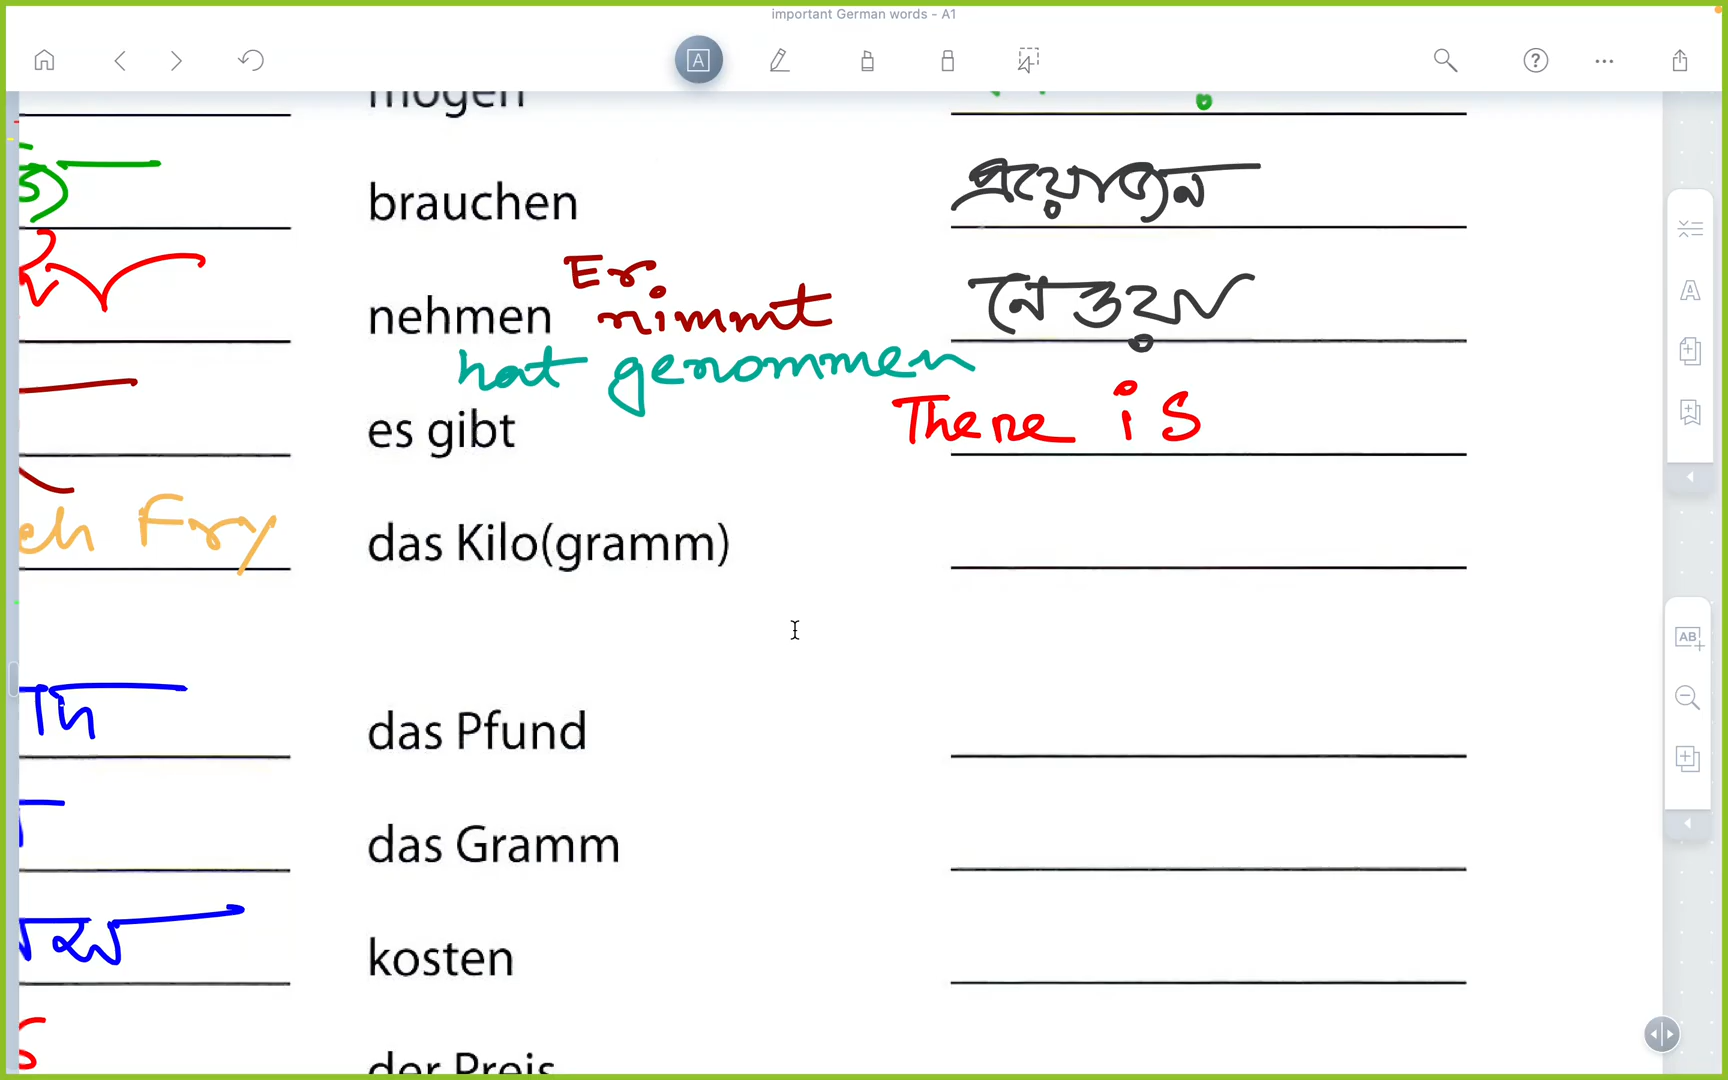 important German words - A1
mögen
brauchen প্রয়োজন
Er
nehmen nimmt নেওয়া
hat genommen
es gibt There is
Fry das Kilo(gramm)
das Pfund
das Gramm
kosten
der Preis